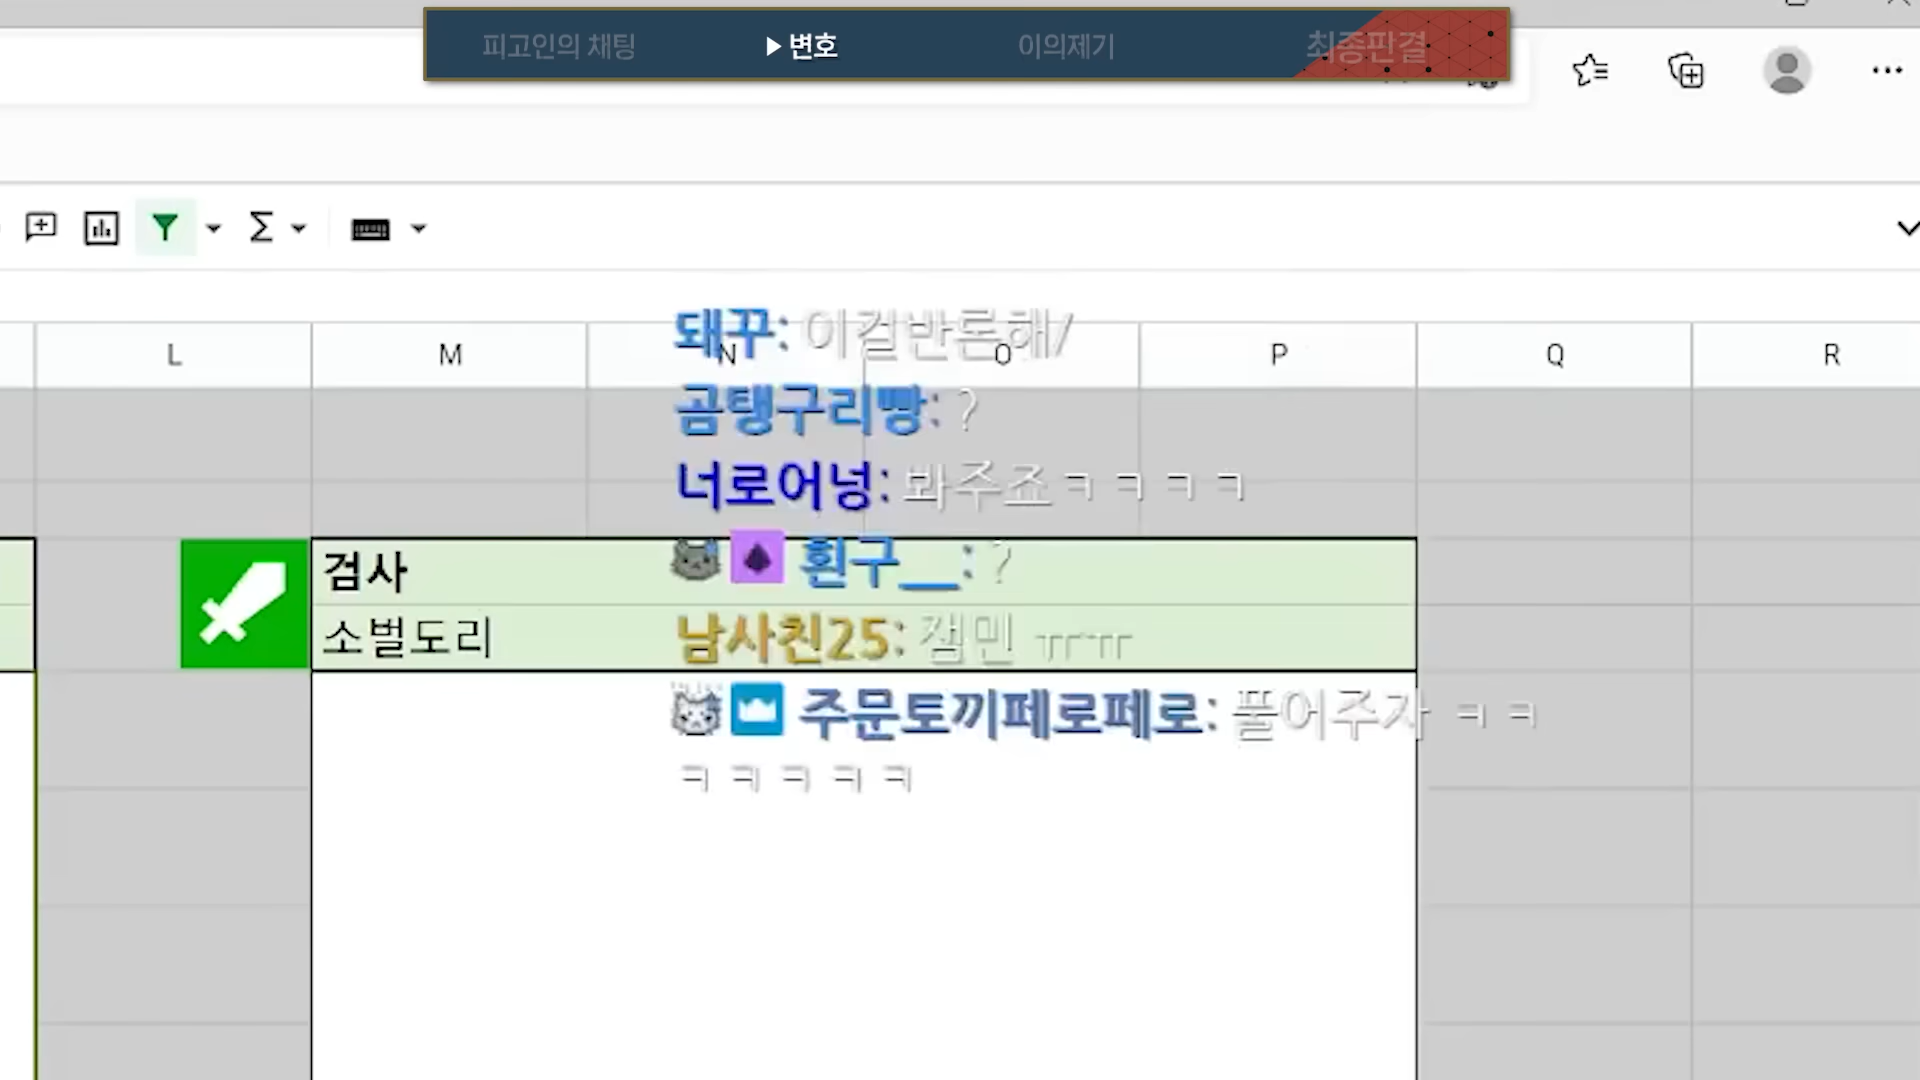 피고인의 채팅 ▶변호 이의제기 최종판결
돼꾸: 이걸반론해/
L M N O P Q R
곰탱구리빵: ?
너로어넝: 봐주죠ㅋㅋㅋㅋ
검사
흰구__: ?
소벌도리
남사친25: 잼민 ㅠㅠ
주문토끼페로페로: 풀어주자 ㅋㅋ
ㅋㅋㅋㅋㅋ